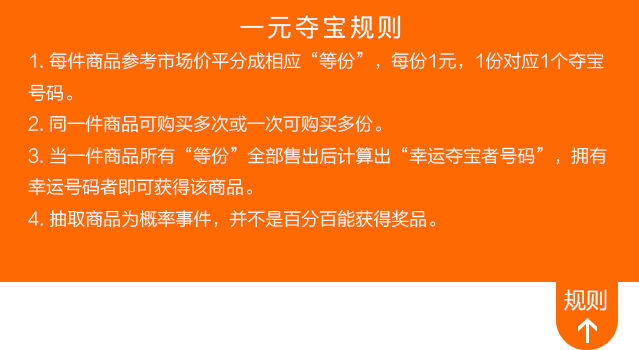 一元夺宝规则
1. 每件商品参考市场价平分成相应“等份”，每份1元，1份对应1个夺宝
号码。
2. 同一件商品可购买多次或一次可购买多份。
3. 当一件商品所有“等份”全部售出后计算出“幸运夺宝者号码”，拥有
幸运号码者即可获得该商品。
4. 抽取商品为概率事件，并不是百分百能获得奖品。
规则